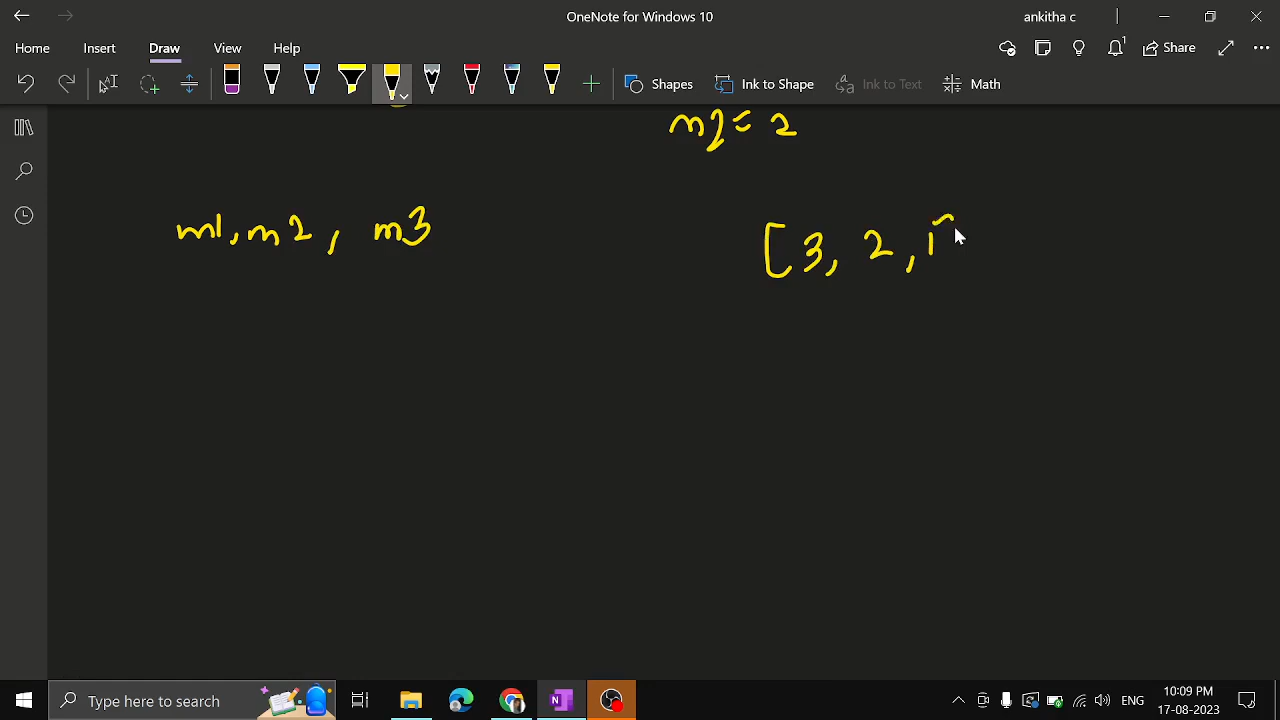 OneNote for Windows 10
ankitha c
Home Insert Draw View Help
Share
Shapes Ink to Shape Ink to Text Math
m2 = 2
m1, m2, m3
[3, 2, 1
Type here to search
ENG
10:09 PM
17-08-2023